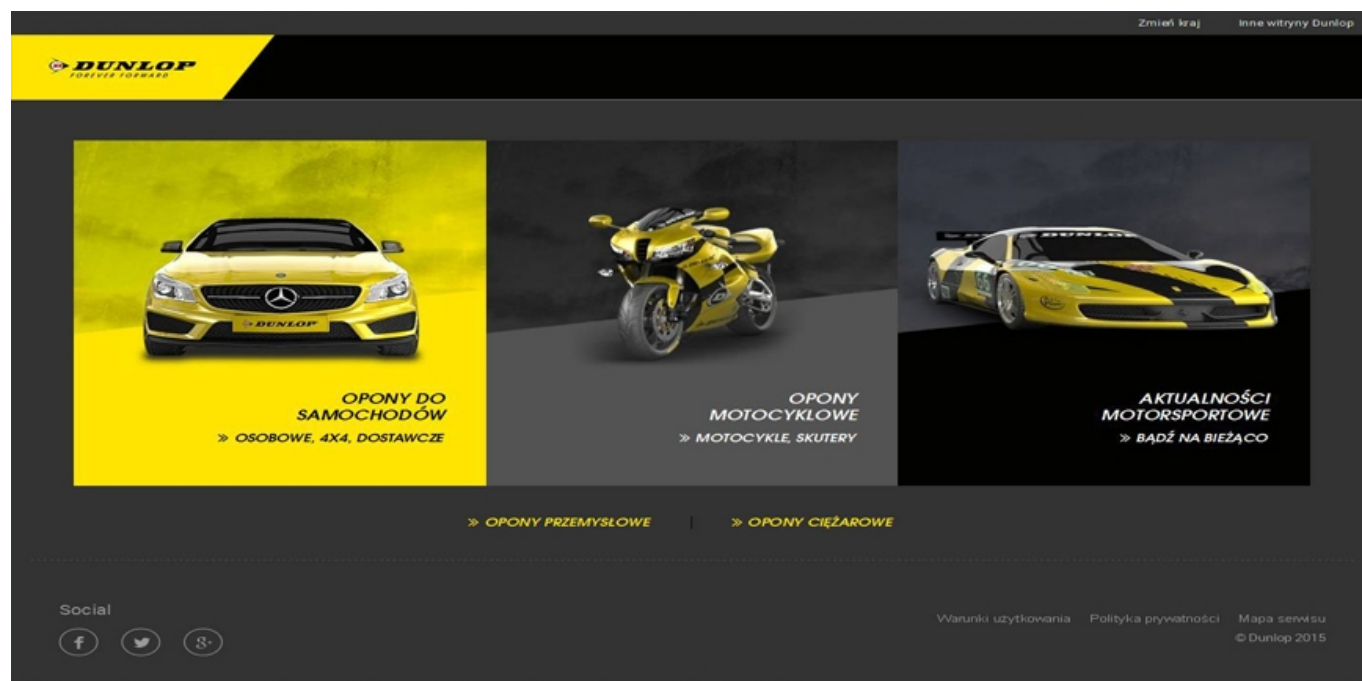 Zmień kraj Inne witryny Dunlop
DUNLOP
FOREVER FORWARD
DUNLOP
DUNLOP
OPONY DO
SAMOCHODÓW
» OSOBOWE, 4X4, DOSTAWCZE
OPONY
MOTOCYKLOWE
» MOTOCYKLE, SKUTERY
AKTUALNOŚCI
MOTORSPORTOWE
» BĄDŹ NA BIEŻĄCO
» OPONY PRZEMYSŁOWE | » OPONY CIĘŻAROWE
Social
Warunki użytkowania Polityka prywatności Mapa serwisu
© Dunlop 2015